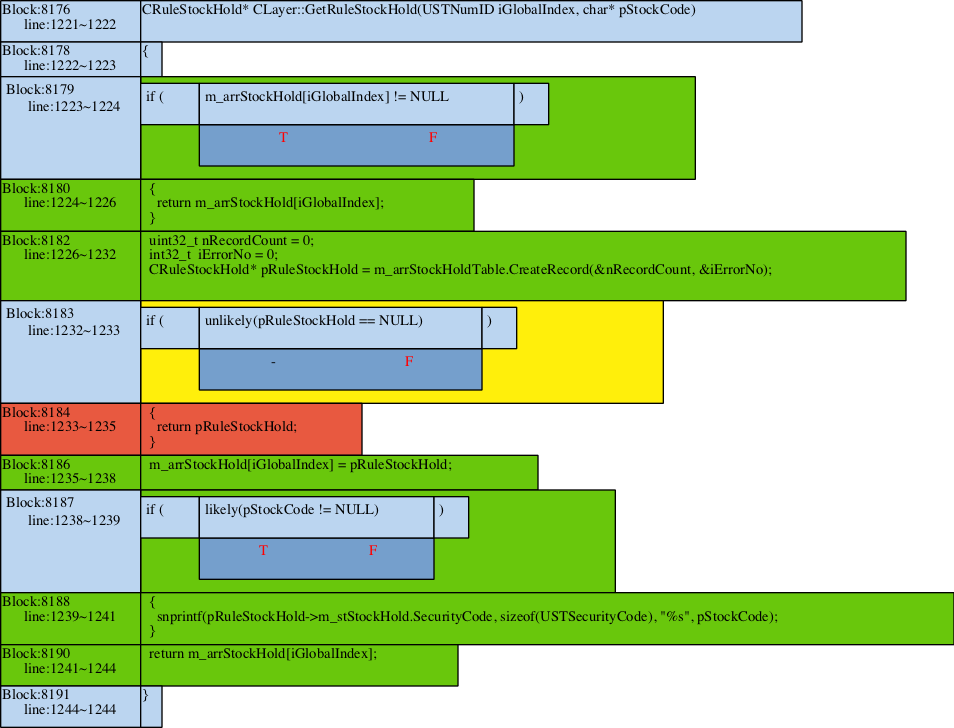 Block:8176 CRuleStockHold* CLayer::GetRuleStockHold(USTNumID iGlobalIndex, char* pStockCode)
line:1221~1222
Block:8178 {
line:1222~1223
Block:8179
if ( m_arrStockHold[iGlobalIndex] != NULL )
line:1223~1224
T F
Block:8180 {
line:1224~1226 return m_arrStockHold[iGlobalIndex];
}
Block:8182 uint32_t nRecordCount = 0;
line:1226~1232 int32_t iErrorNo = 0;
CRuleStockHold* pRuleStockHold = m_arrStockHoldTable.CreateRecord(&nRecordCount, &iErrorNo);
Block:8183
if ( unlikely(pRuleStockHold == NULL) )
line:1232~1233
- F
Block:8184 {
line:1233~1235 return pRuleStockHold;
}
Block:8186 m_arrStockHold[iGlobalIndex] = pRuleStockHold;
line:1235~1238
Block:8187
if ( likely(pStockCode != NULL) )
line:1238~1239
T F
Block:8188 {
line:1239~1241 snprintf(pRuleStockHold->m_stStockHold.SecurityCode, sizeof(USTSecurityCode), "%s", pStockCode);
}
Block:8190 return m_arrStockHold[iGlobalIndex];
line:1241~1244
Block:8191 }
line:1244~1244